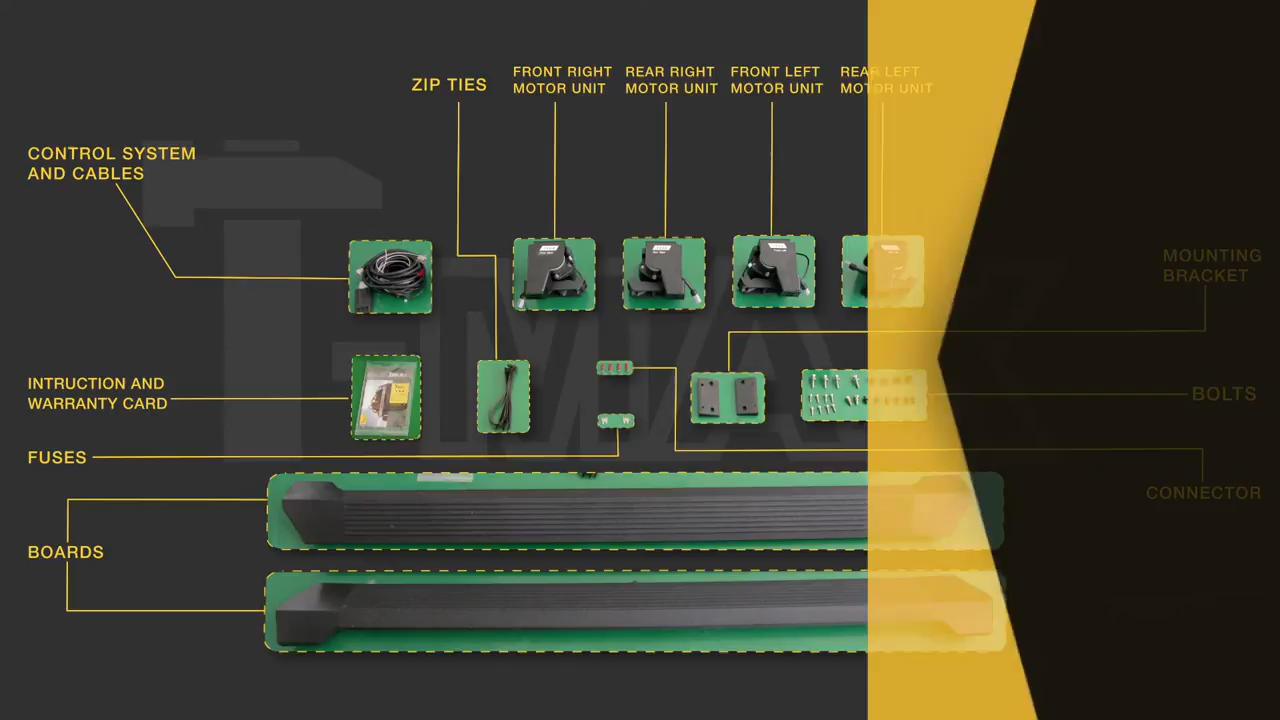 ZIP TIES
FRONT RIGHT
MOTOR UNIT
REAR RIGHT
MOTOR UNIT
FRONT LEFT
MOTOR UNIT
REAR LEFT
MOTOR UNIT
CONTROL SYSTEM
AND CABLES
MOUNTING
BRACKET
INTRUCTION AND
WARRANTY CARD
BOLTS
FUSES
CONNECTOR
BOARDS